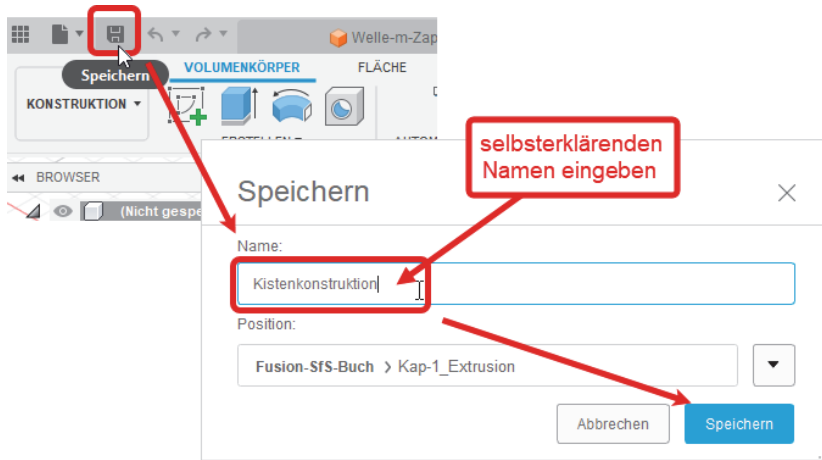 Welle-m-Zap
Speichern
VOLUMENKÖRPER
FLÄCHE
KONSTRUKTION
ERSTELLEN
BROWSER
(Nicht gespe
selbsterklärenden
Namen eingeben
Speichern
Name:
Kistenkonstruktion
Position:
Fusion-SfS-Buch > Kap-1_Extrusion
Abbrechen
Speichern